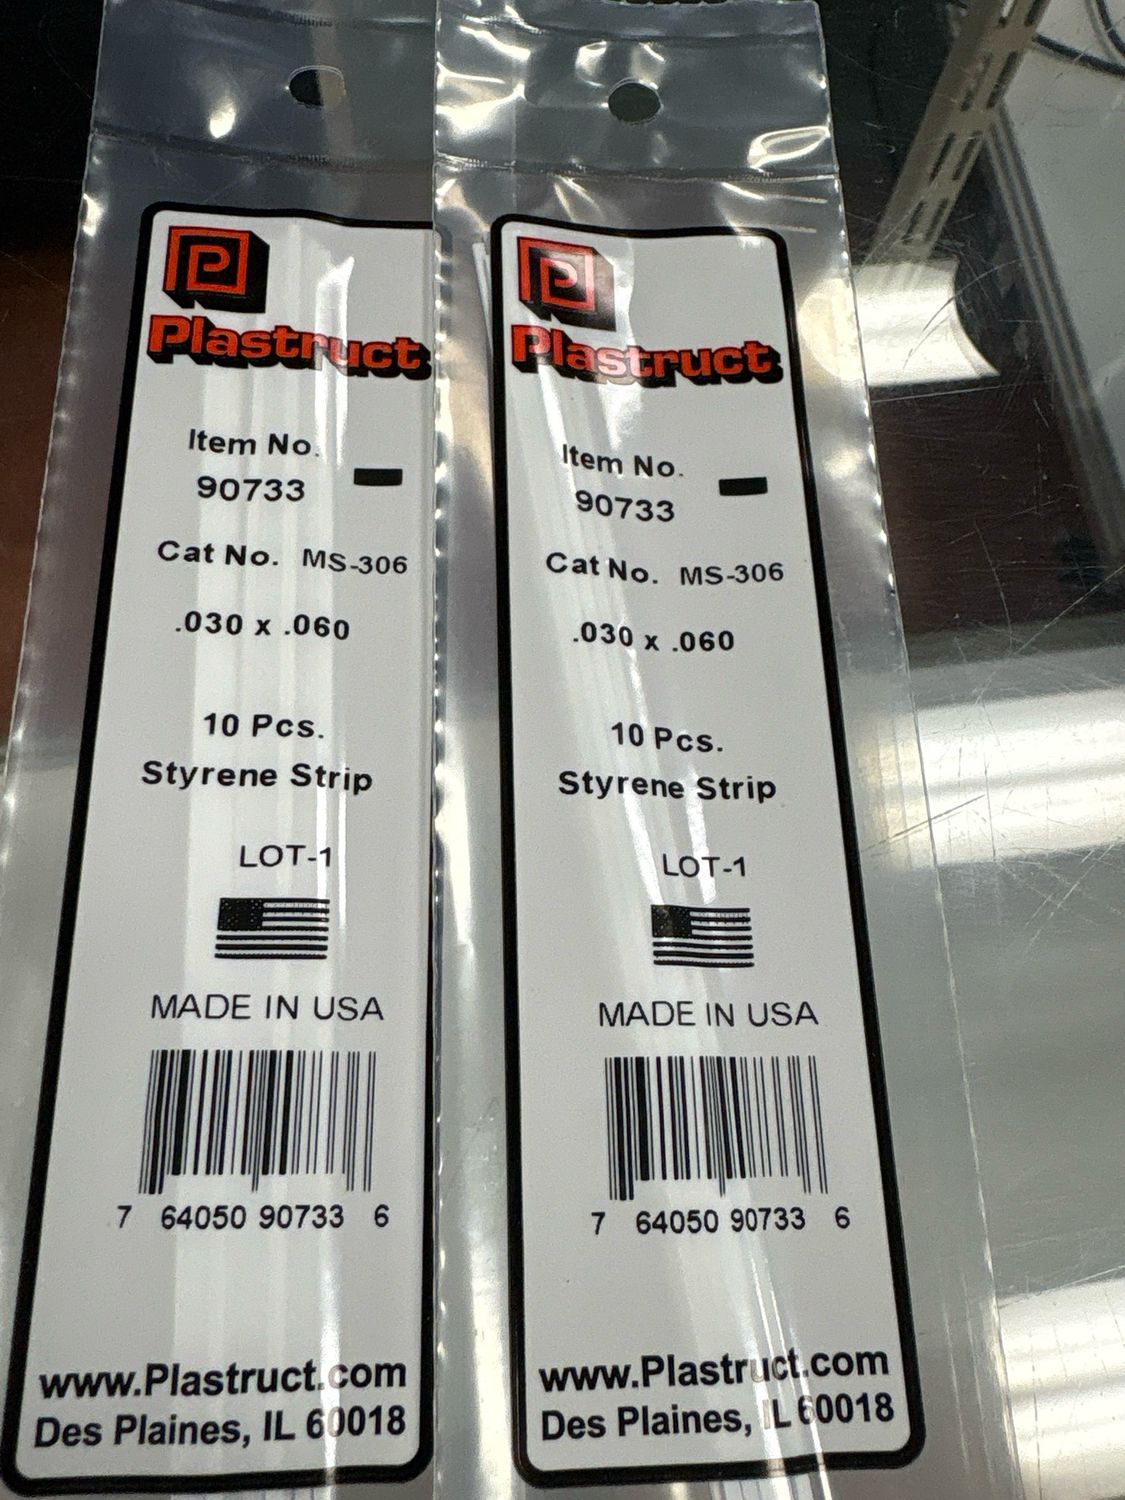 P
Plastruct
Item No.
90733
Cat No. MS-306
.030 x .060
10 Pcs.
Styrene Strip
LOT-1
MADE IN USA
7 64050 90733 6
www.Plastruct.com
Des Plaines, IL 60018
P
Plastruct
Item No.
90733
Cat No. MS-306
.030 x .060
10 Pcs.
Styrene Strip
LOT-1
MADE IN USA
7 64050 90733 6
www.Plastruct.com
Des Plaines, IL 60018